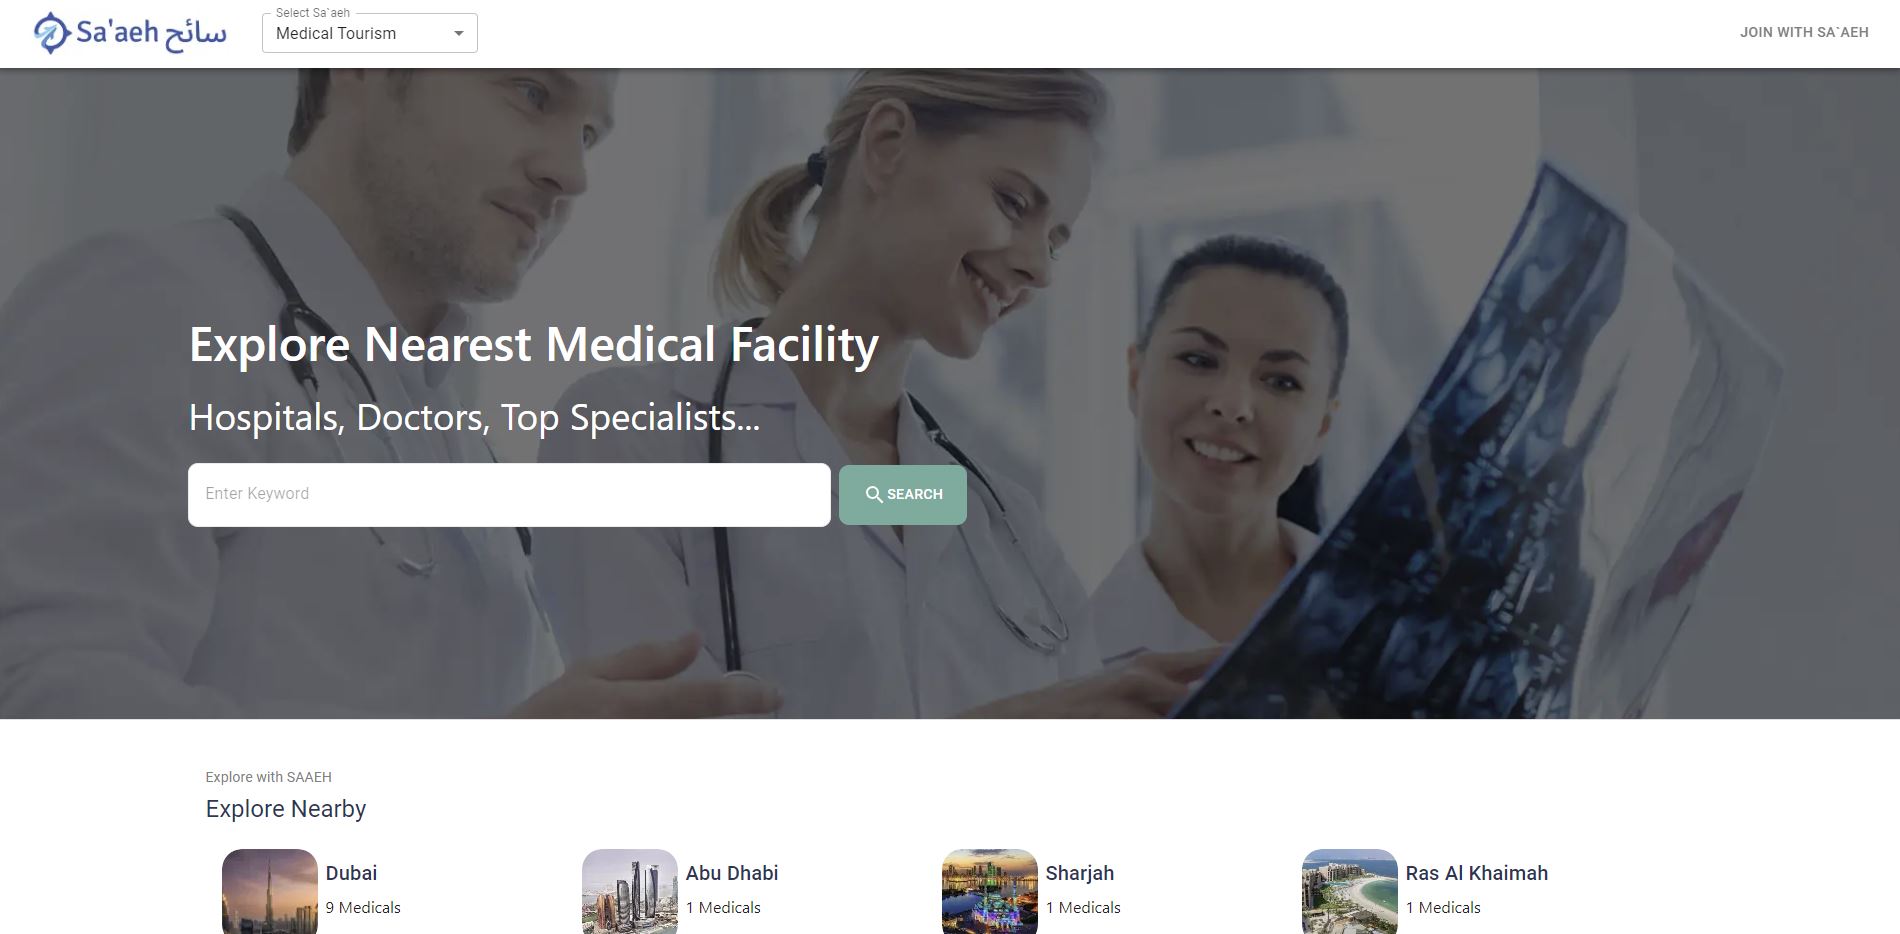 Sa'aeh سائح
Select Sa`aeh
Medical Tourism
JOIN WITH SA`AEH
Explore Nearest Medical Facility
Hospitals, Doctors, Top Specialists...
Enter Keyword
SEARCH
Explore with SAAEH
Explore Nearby
Dubai
9 Medicals
Abu Dhabi
1 Medicals
Sharjah
1 Medicals
Ras Al Khaimah
1 Medicals